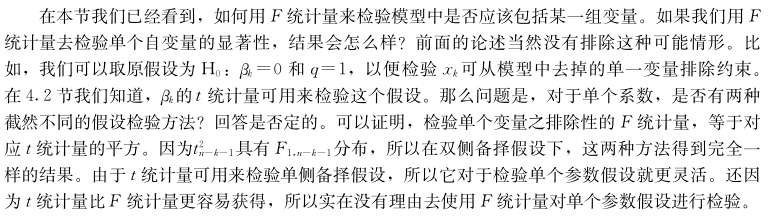 在本节我们已经看到，如何用 F 统计量来检验模型中是否应该包括某一组变量。如果我们用 F
统计量去检验单个自变量的显著性，结果会怎么样？前面的论述当然没有排除这种可能情形。比
如，我们可以取原假设为 H₀：βₖ=0 和 q=1，以便检验 xₖ可从模型中去掉的单一变量排除约束。
在 4.2 节我们知道，βₖ的 t 统计量可用来检验这个假设。那么问题是，对于单个系数，是否有两种
截然不同的假设检验方法？回答是否定的。可以证明，检验单个变量之排除性的 F 统计量，等于对
应 t 统计量的平方。因为t²ₙ₋ₖ₋₁具有 F₁,ₙ₋ₖ₋₁分布，所以在双侧备择假设下，这两种方法得到完全一
样的结果。由于 t 统计量可用来检验单侧备择假设，所以它对于检验单个参数假设就更灵活。还因
为 t 统计量比 F 统计量更容易获得，所以实在没有理由去使用 F 统计量对单个参数假设进行检验。